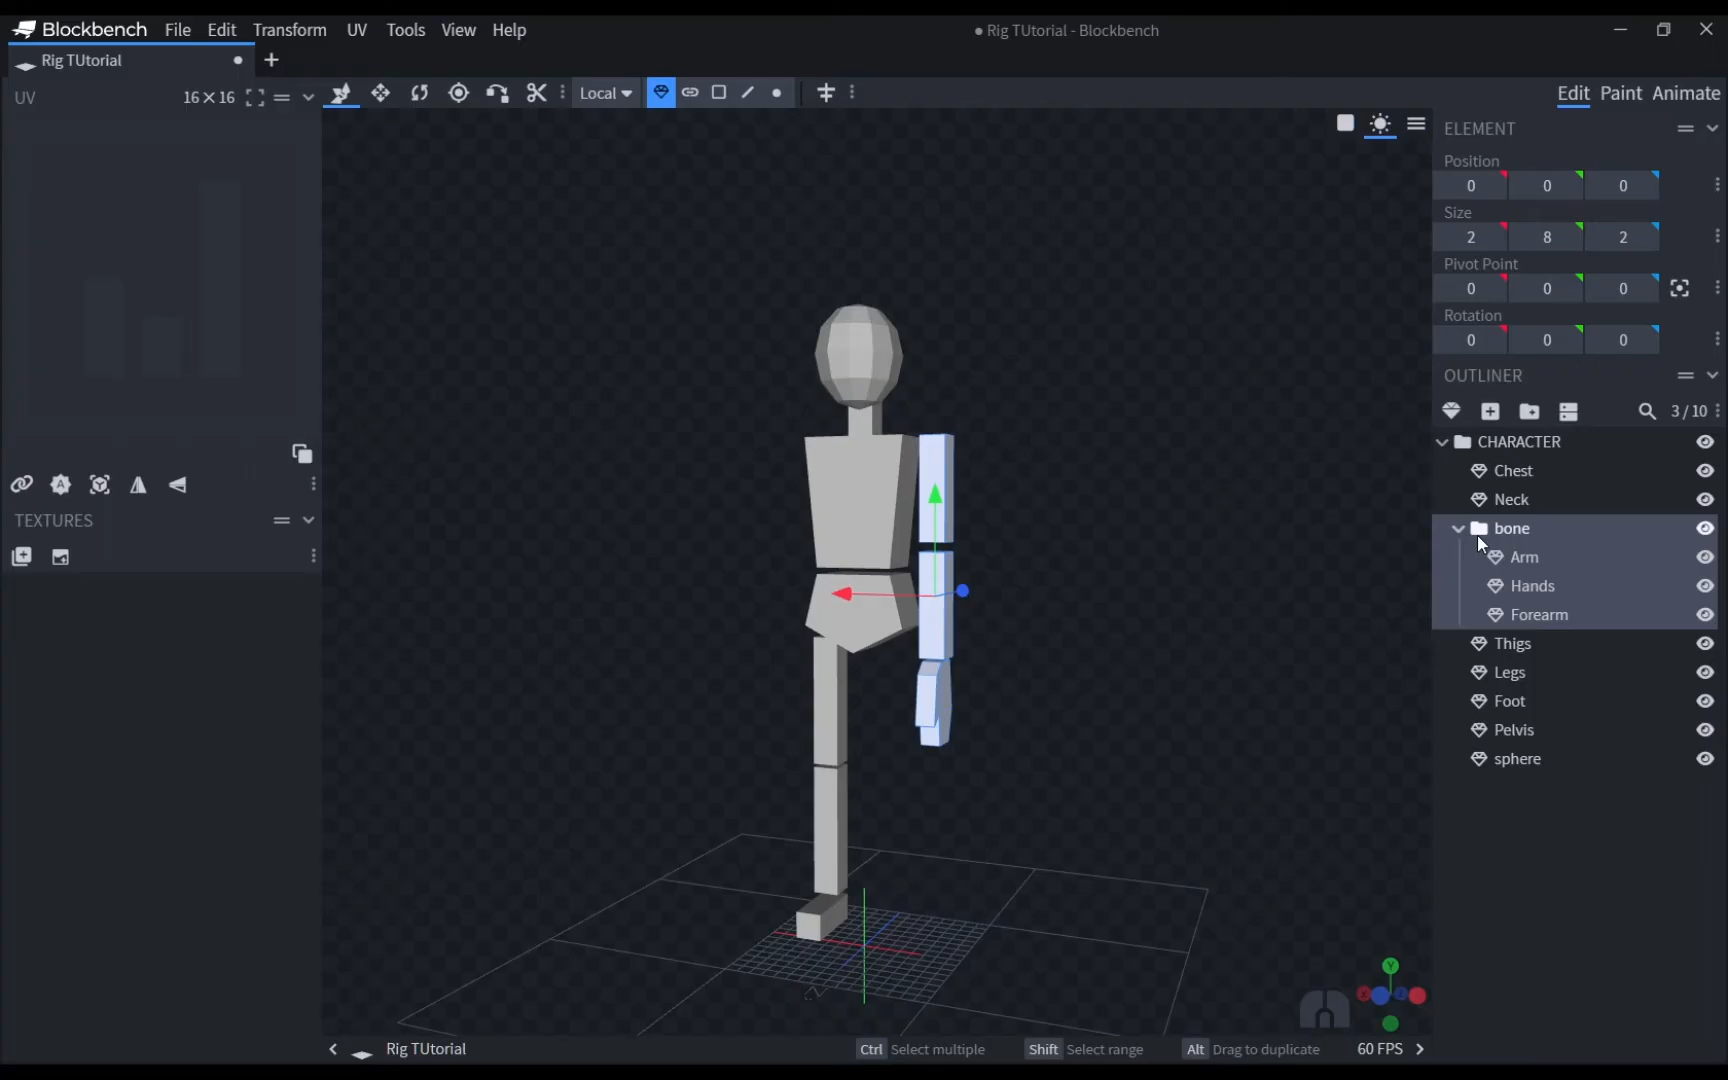 Blockbench File Edit Transform UV Tools View Help
● Rig TUtorial - Blockbench
Rig TUtorial
UV 16×16
Local
Edit Paint Animate
ELEMENT
Position
0 0 0
Size
2 8 2
Pivot Point
0 0 0
Rotation
0 0 0
OUTLINER
3 / 10
CHARACTER
Chest
Neck
bone
Arm
Hands
Forearm
Thigs
Legs
Foot
Pelvis
sphere
TEXTURES
Y
X
Rig TUtorial
Ctrl Select multiple Shift Select range Alt Drag to duplicate 60 FPS